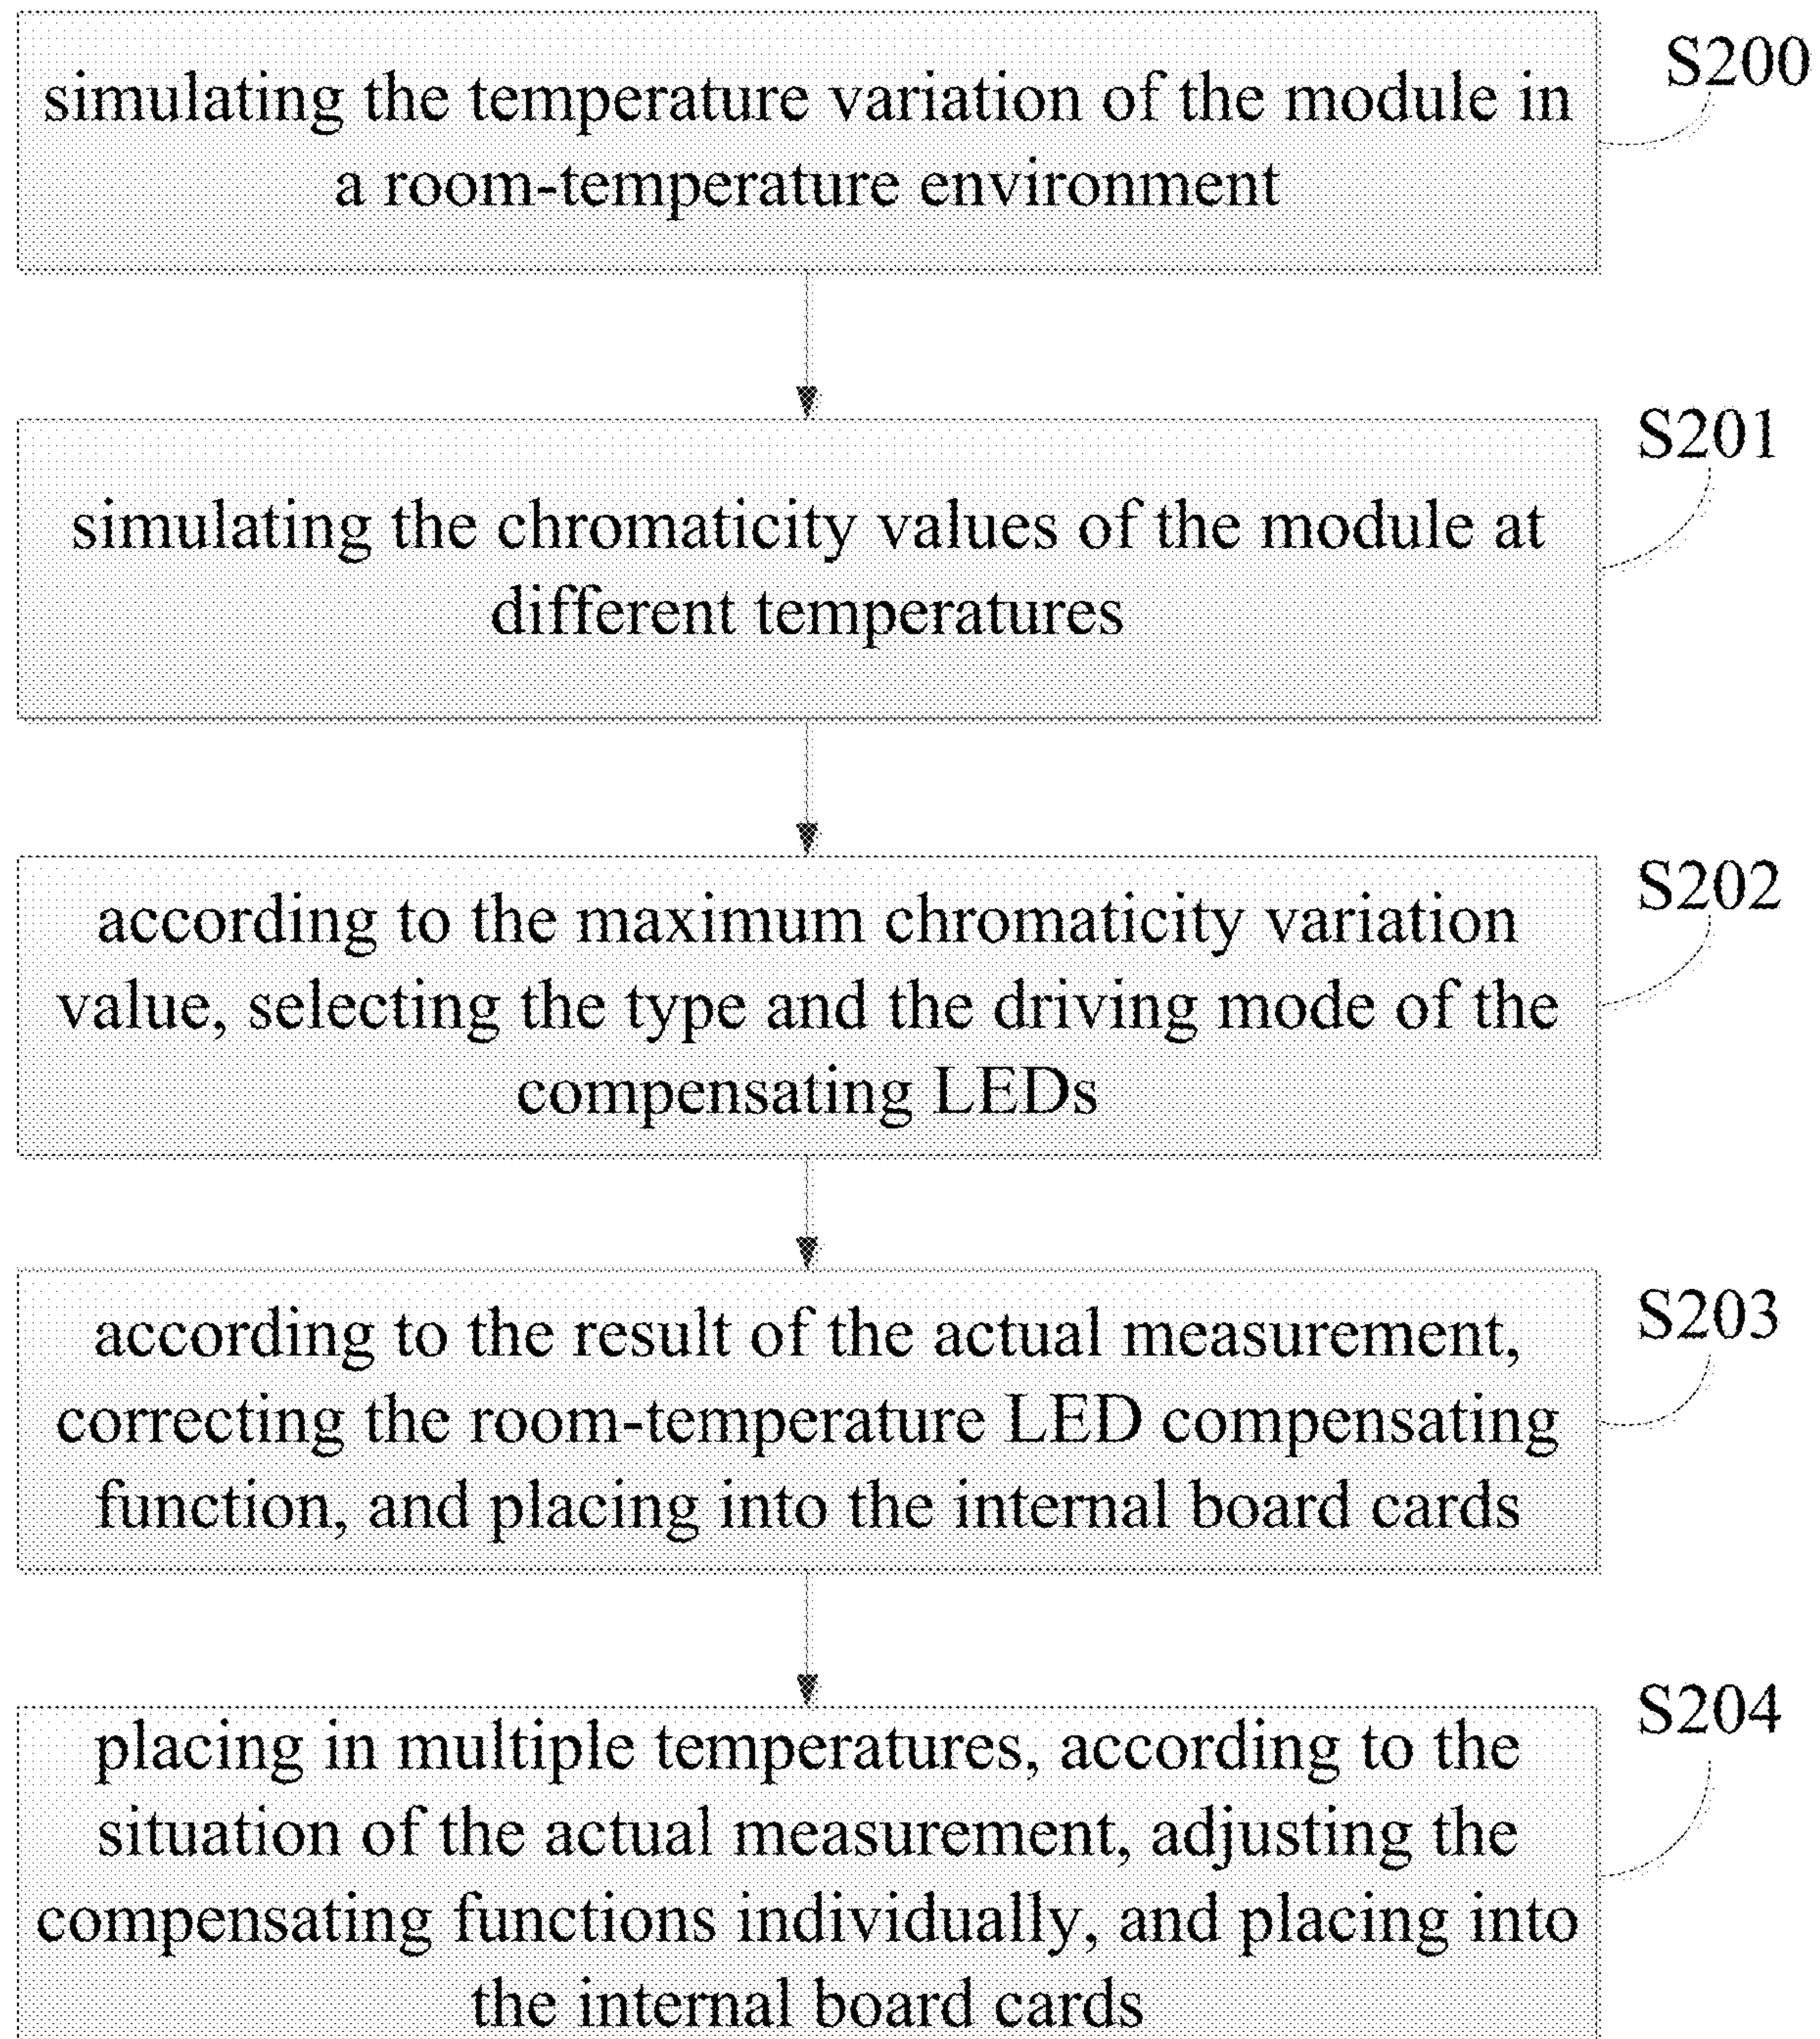 simulating the temperature variation of the module in
a room-temperature environment
S200
simulating the chromaticity values of the module at
different temperatures
S201
according to the maximum chromaticity variation
value, selecting the type and the driving mode of the
compensating LEDs
S202
according to the result of the actual measurement,
correcting the room-temperature LED compensating
function, and placing into the internal board cards
S203
placing in multiple temperatures, according to the
situation of the actual measurement, adjusting the
compensating functions individually, and placing into
the internal board cards
S204